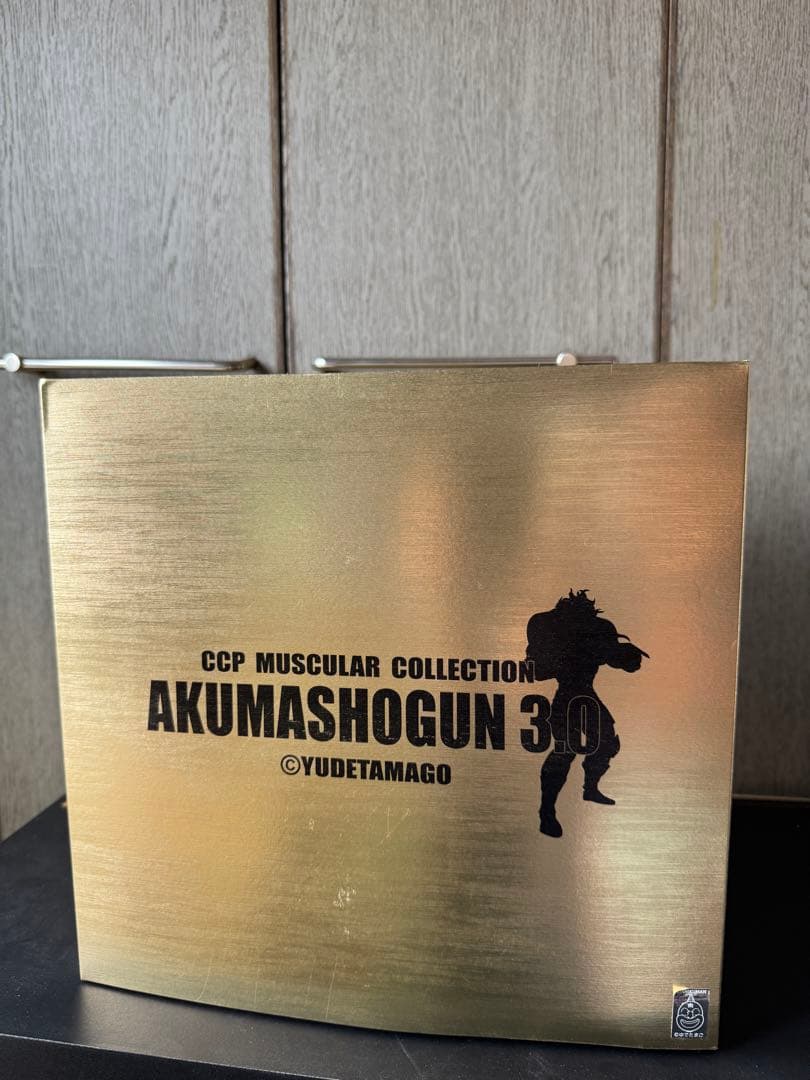 CCP MUSCULAR COLLECTION
AKUMASHOGUN 3.0
©YUDETAMAGO